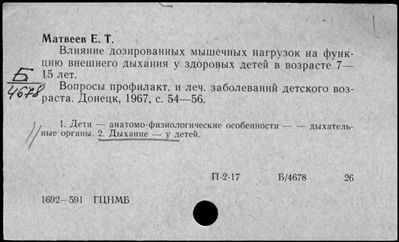 Матвеев Е. Т.
Влияние дозированных мышечных нагрузок на функ-
цию внешнего дыхания у здоровых детей в возрасте 7—
15 лет.
Б
4678
Вопросы профилакт. и леч. заболеваний детского воз-
раста. Донецк, 1967, с. 54—56.
1. Дети — анатомо-физиологические особенности — — дыхатель-
ные органы. 2. Дыхание — у детей.
П-2-17 Б/4678 26
1692—591 ГЦНМБ